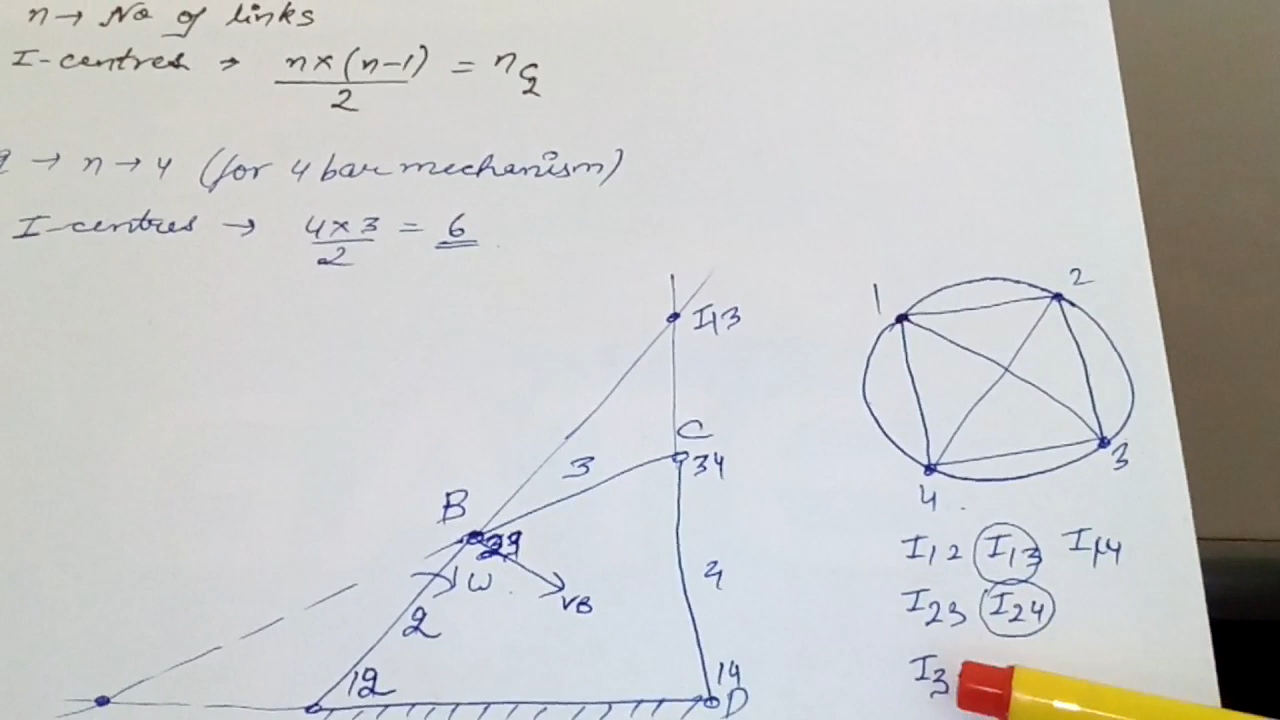 n → No of links
I-centres → n×(n-1) / 2 = nC2
→ n → 4 (for 4 bar mechanism)
I-centres → 4×3 / 2 = 6
I13
C
34
3
B
23
ω
VB
2
4
12
14
D
1
2
3
4
I12 I13 I14
I23 I24
I3